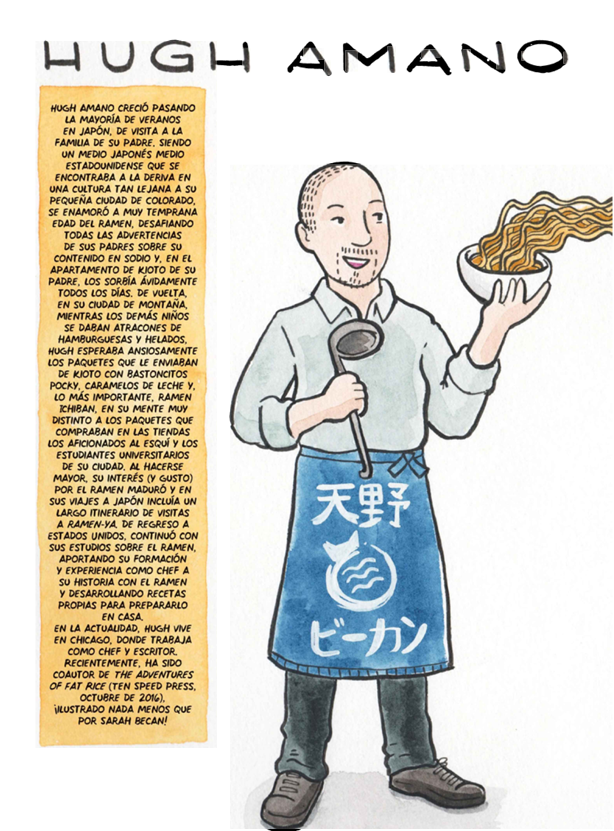 HUGH AMANO
HUGH AMANO CRECIÓ PASANDO
LA MAYORÍA DE VERANOS
EN JAPÓN, DE VISITA A LA
FAMILIA DE SU PADRE. SIENDO
UN MEDIO JAPONÉS MEDIO
ESTADOUNIDENSE QUE SE
ENCONTRABA A LA DERIVA EN
UNA CULTURA TAN LEJANA A SU
PEQUEÑA CIUDAD DE COLORADO,
SE ENAMORÓ A MUY TEMPRANA
EDAD DEL RAMEN, DESAFIANDO
TODAS LAS ADVERTENCIAS
DE SUS PADRES SOBRE SU
CONTENIDO EN SODIO Y, EN EL
APARTAMENTO DE KIOTO DE SU
PADRE, LOS SORBÍA ÁVIDAMENTE
TODOS LOS DÍAS. DE VUELTA,
EN SU CIUDAD DE MONTAÑA,
MIENTRAS LOS DEMÁS NIÑOS
SE DABAN ATRACONES DE
HAMBURGUESAS Y HELADOS,
HUGH ESPERABA ANSIOSAMENTE
LOS PAQUETES QUE LE ENVIABAN
DE KIOTO CON BASTONCITOS
POCKY, CARAMELOS DE LECHE Y,
LO MÁS IMPORTANTE, RAMEN
ICHIBAN, EN SU MENTE MUY
DISTINTO A LOS PAQUETES QUE
COMPRABAN EN LAS TIENDAS
LOS AFICIONADOS AL ESQUÍ Y LOS
ESTUDIANTES UNIVERSITARIOS
DE SU CIUDAD. AL HACERSE
MAYOR, SU INTERÉS (Y GUSTO)
POR EL RAMEN MADURÓ Y EN
SUS VIAJES A JAPÓN INCLUÍA UN
LARGO ITINERARIO DE VISITAS
A RAMEN-YA. DE REGRESO A
ESTADOS UNIDOS, CONTINUÓ CON
SUS ESTUDIOS SOBRE EL RAMEN,
APORTANDO SU FORMACIÓN
Y EXPERIENCIA COMO CHEF A
SU HISTORIA CON EL RAMEN
Y DESARROLLANDO RECETAS
PROPIAS PARA PREPARARLO
EN CASA.
EN LA ACTUALIDAD, HUGH VIVE
EN CHICAGO, DONDE TRABAJA
COMO CHEF Y ESCRITOR.
RECIENTEMENTE, HA SIDO
COAUTOR DE THE ADVENTURES
OF FAT RICE (TEN SPEED PRESS,
OCTUBRE DE 2016),
¡ILUSTRADO NADA MENOS QUE
POR SARAH BECAN!
天野
ビーカン